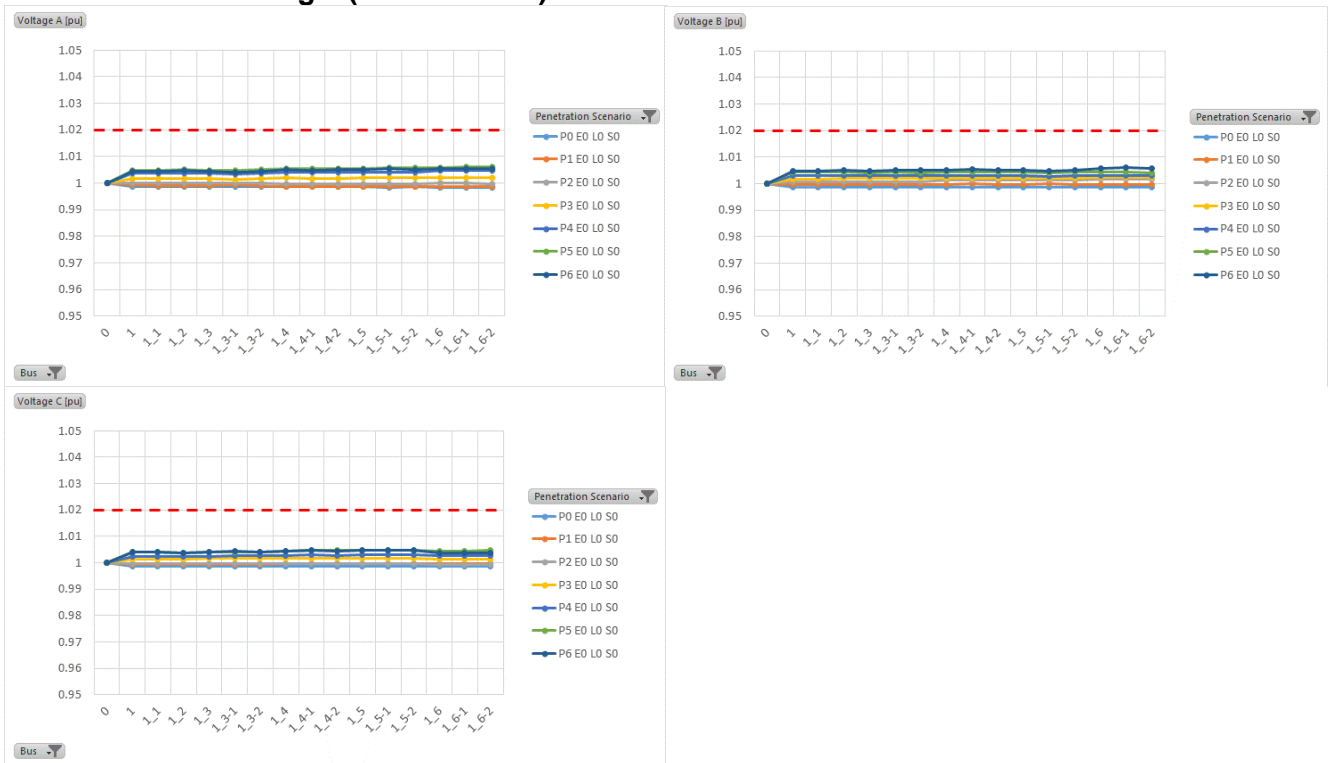 Voltage A [pu]
1.05
1.04
1.03
1.02
1.01
1
0.99
0.98
0.97
0.96
0.95
0 1 1_1 1_2 1_3 1_3-1 1_3-2 1_4 1_4-1 1_4-2 1_5 1_5-1 1_5-2 1_6 1_6-1 1_6-2
Bus
Penetration Scenario
P0 E0 L0 S0
P1 E0 L0 S0
P2 E0 L0 S0
P3 E0 L0 S0
P4 E0 L0 S0
P5 E0 L0 S0
P6 E0 L0 S0
Voltage B [pu]
1.05
1.04
1.03
1.02
1.01
1
0.99
0.98
0.97
0.96
0.95
0 1 1_1 1_2 1_3 1_3-1 1_3-2 1_4 1_4-1 1_4-2 1_5 1_5-1 1_5-2 1_6 1_6-1 1_6-2
Bus
Penetration Scenario
P0 E0 L0 S0
P1 E0 L0 S0
P2 E0 L0 S0
P3 E0 L0 S0
P4 E0 L0 S0
P5 E0 L0 S0
P6 E0 L0 S0
Voltage C [pu]
1.05
1.04
1.03
1.02
1.01
1
0.99
0.98
0.97
0.96
0.95
0 1 1_1 1_2 1_3 1_3-1 1_3-2 1_4 1_4-1 1_4-2 1_5 1_5-1 1_5-2 1_6 1_6-1 1_6-2
Bus
Penetration Scenario
P0 E0 L0 S0
P1 E0 L0 S0
P2 E0 L0 S0
P3 E0 L0 S0
P4 E0 L0 S0
P5 E0 L0 S0
P6 E0 L0 S0